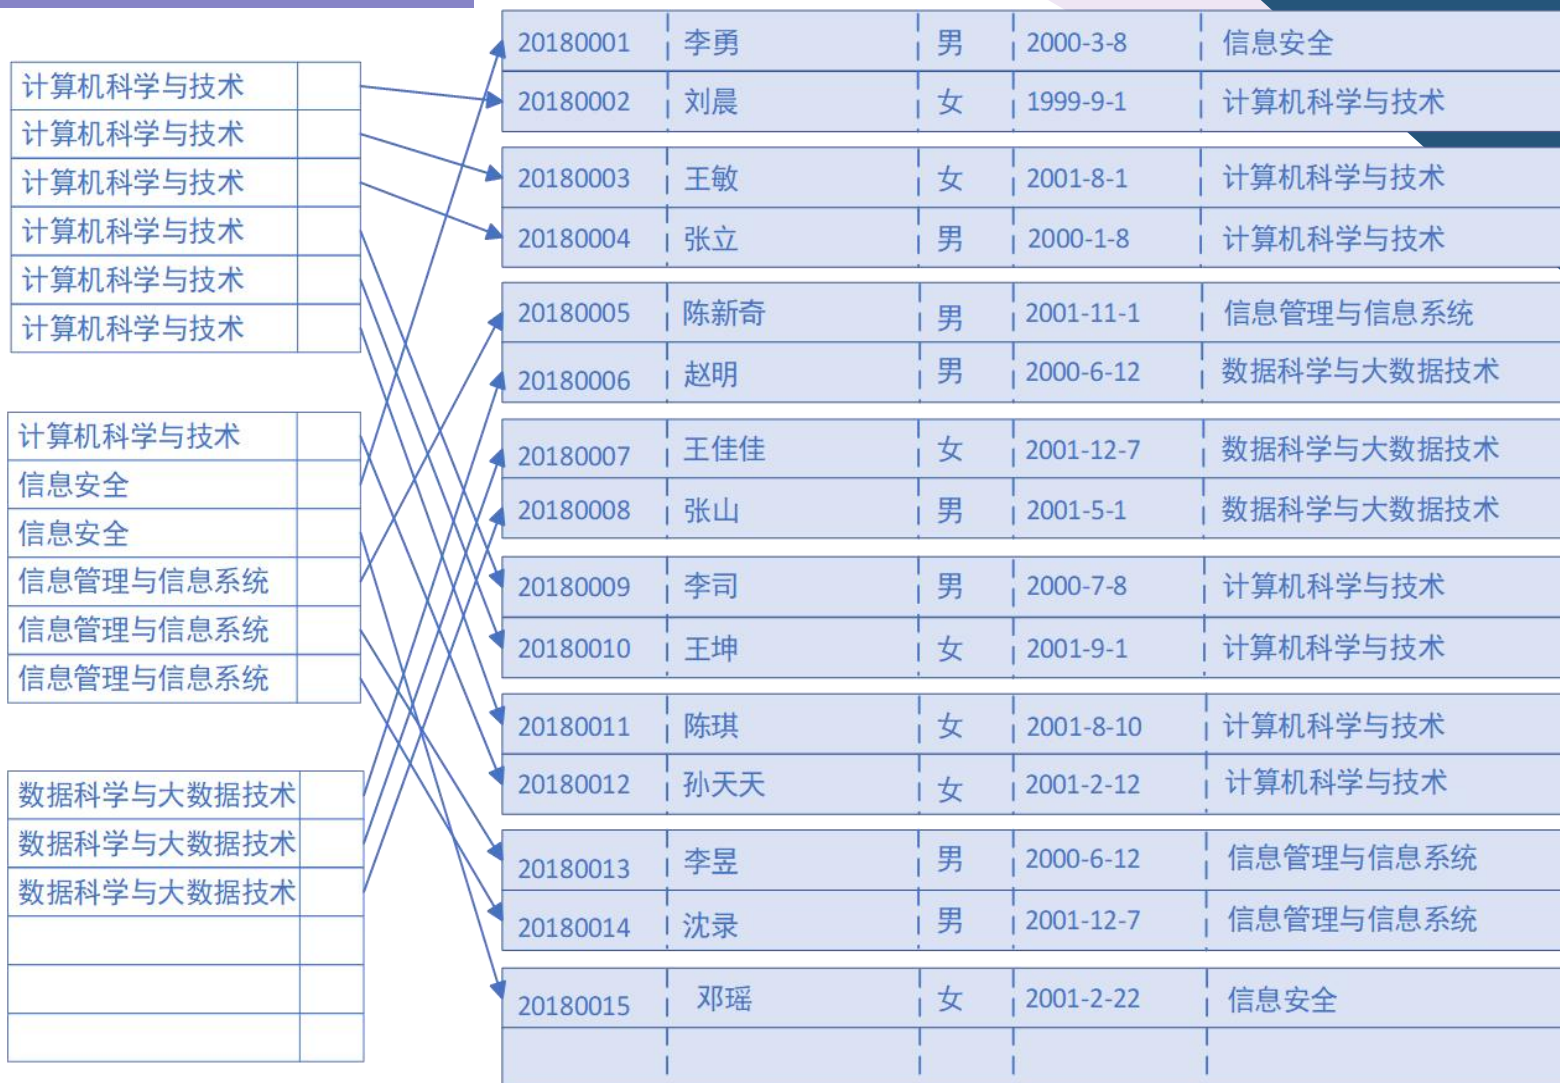 计算机科学与技术
计算机科学与技术
计算机科学与技术
计算机科学与技术
计算机科学与技术
计算机科学与技术
计算机科学与技术
信息安全
信息安全
信息管理与信息系统
信息管理与信息系统
信息管理与信息系统
数据科学与大数据技术
数据科学与大数据技术
数据科学与大数据技术
20180001 李勇 男 2000-3-8 信息安全
20180002 刘晨 女 1999-9-1 计算机科学与技术
20180003 王敏 女 2001-8-1 计算机科学与技术
20180004 张立 男 2000-1-8 计算机科学与技术
20180005 陈新奇 男 2001-11-1 信息管理与信息系统
20180006 赵明 男 2000-6-12 数据科学与大数据技术
20180007 王佳佳 女 2001-12-7 数据科学与大数据技术
20180008 张山 男 2001-5-1 数据科学与大数据技术
20180009 李司 男 2000-7-8 计算机科学与技术
20180010 王坤 女 2001-9-1 计算机科学与技术
20180011 陈琪 女 2001-8-10 计算机科学与技术
20180012 孙天天 女 2001-2-12 计算机科学与技术
20180013 李昱 男 2000-6-12 信息管理与信息系统
20180014 沈录 男 2001-12-7 信息管理与信息系统
20180015 邓瑶 女 2001-2-22 信息安全